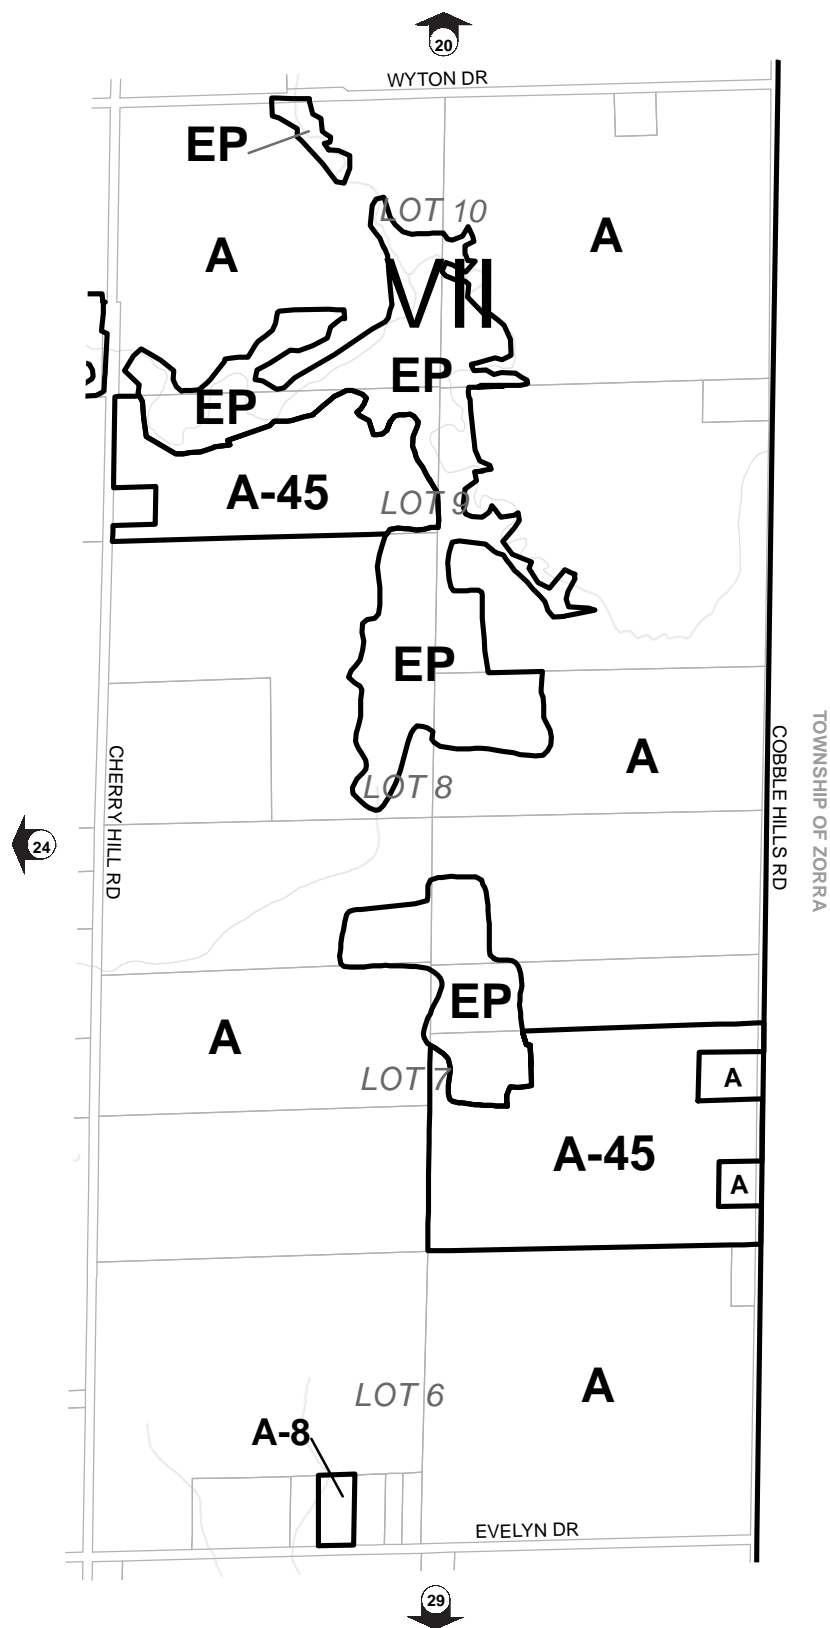 20
WYTON DR
EP
LOT 10
A
A
VII
EP
EP
A-45
LOT 9
EP
A
LOT 8
CHERRY HILL RD
COBBLE HILLS RD
TOWNSHIP OF ZORRA
24
EP
A
LOT 7
A
A-45
A
LOT 6
A
A-8
EVELYN DR
29